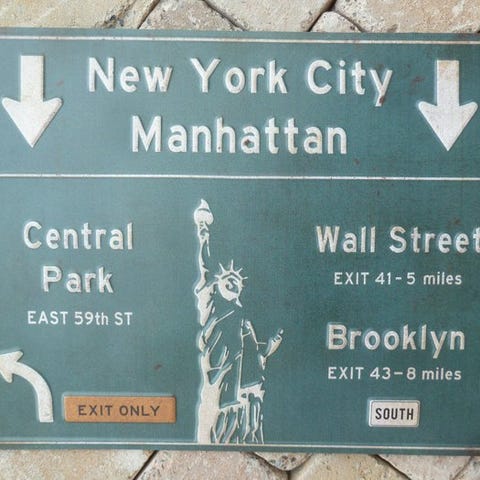 New York City
Manhattan
Central
Park
EAST 59th ST
EXIT ONLY
Wall Street
EXIT 41-5 miles
Brooklyn
EXIT 43-8 miles
SOUTH